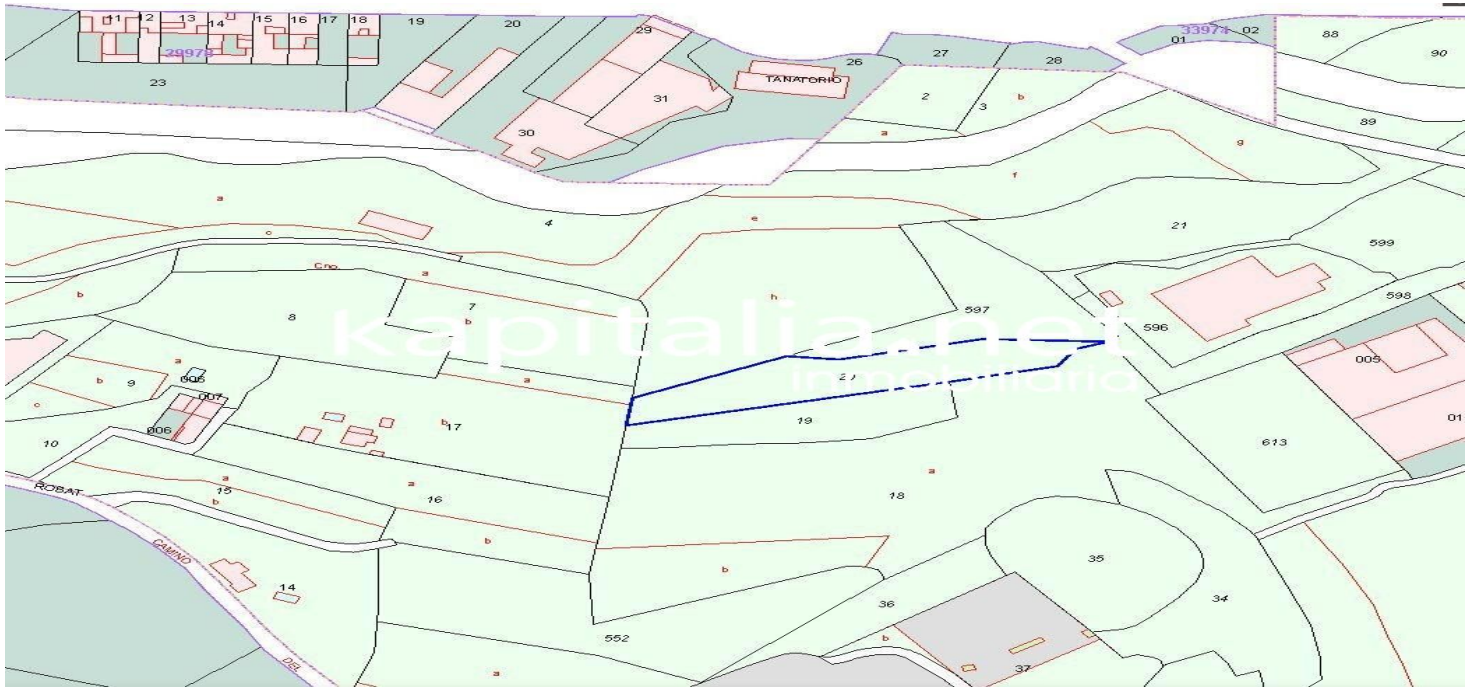 11 12 13 14 15 16 17 18 19 20 29 33974 01 02 88
90
23 26 27 28
TANATORIO
31 2 3 b
30 a 89
g
f
a
4 e 21
c 599
Cno. a
b h 598
8 7 b 597 596
kapitalia.net
inmobiliaria
005
a a
b 9 006
c 007
006 b 17 19 01
10 613
a
ROBAT a a 18
15 16
b
b b
CAMINO 35
14 36 34
552 b
DEL a 37